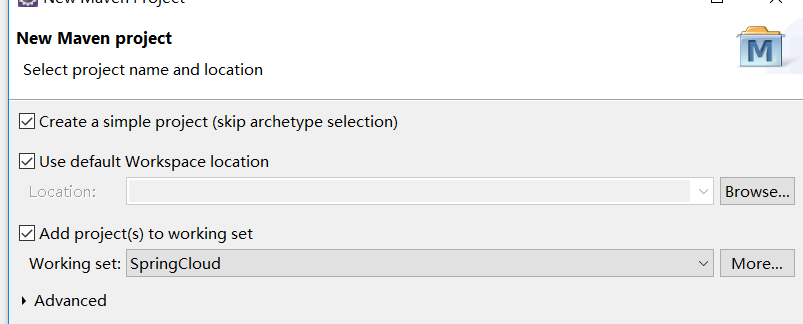 New Maven Project
New Maven project
Select project name and location
M
Create a simple project (skip archetype selection)
Use default Workspace location
Location:
Browse...
Add project(s) to working set
Working set: SpringCloud
More...
Advanced